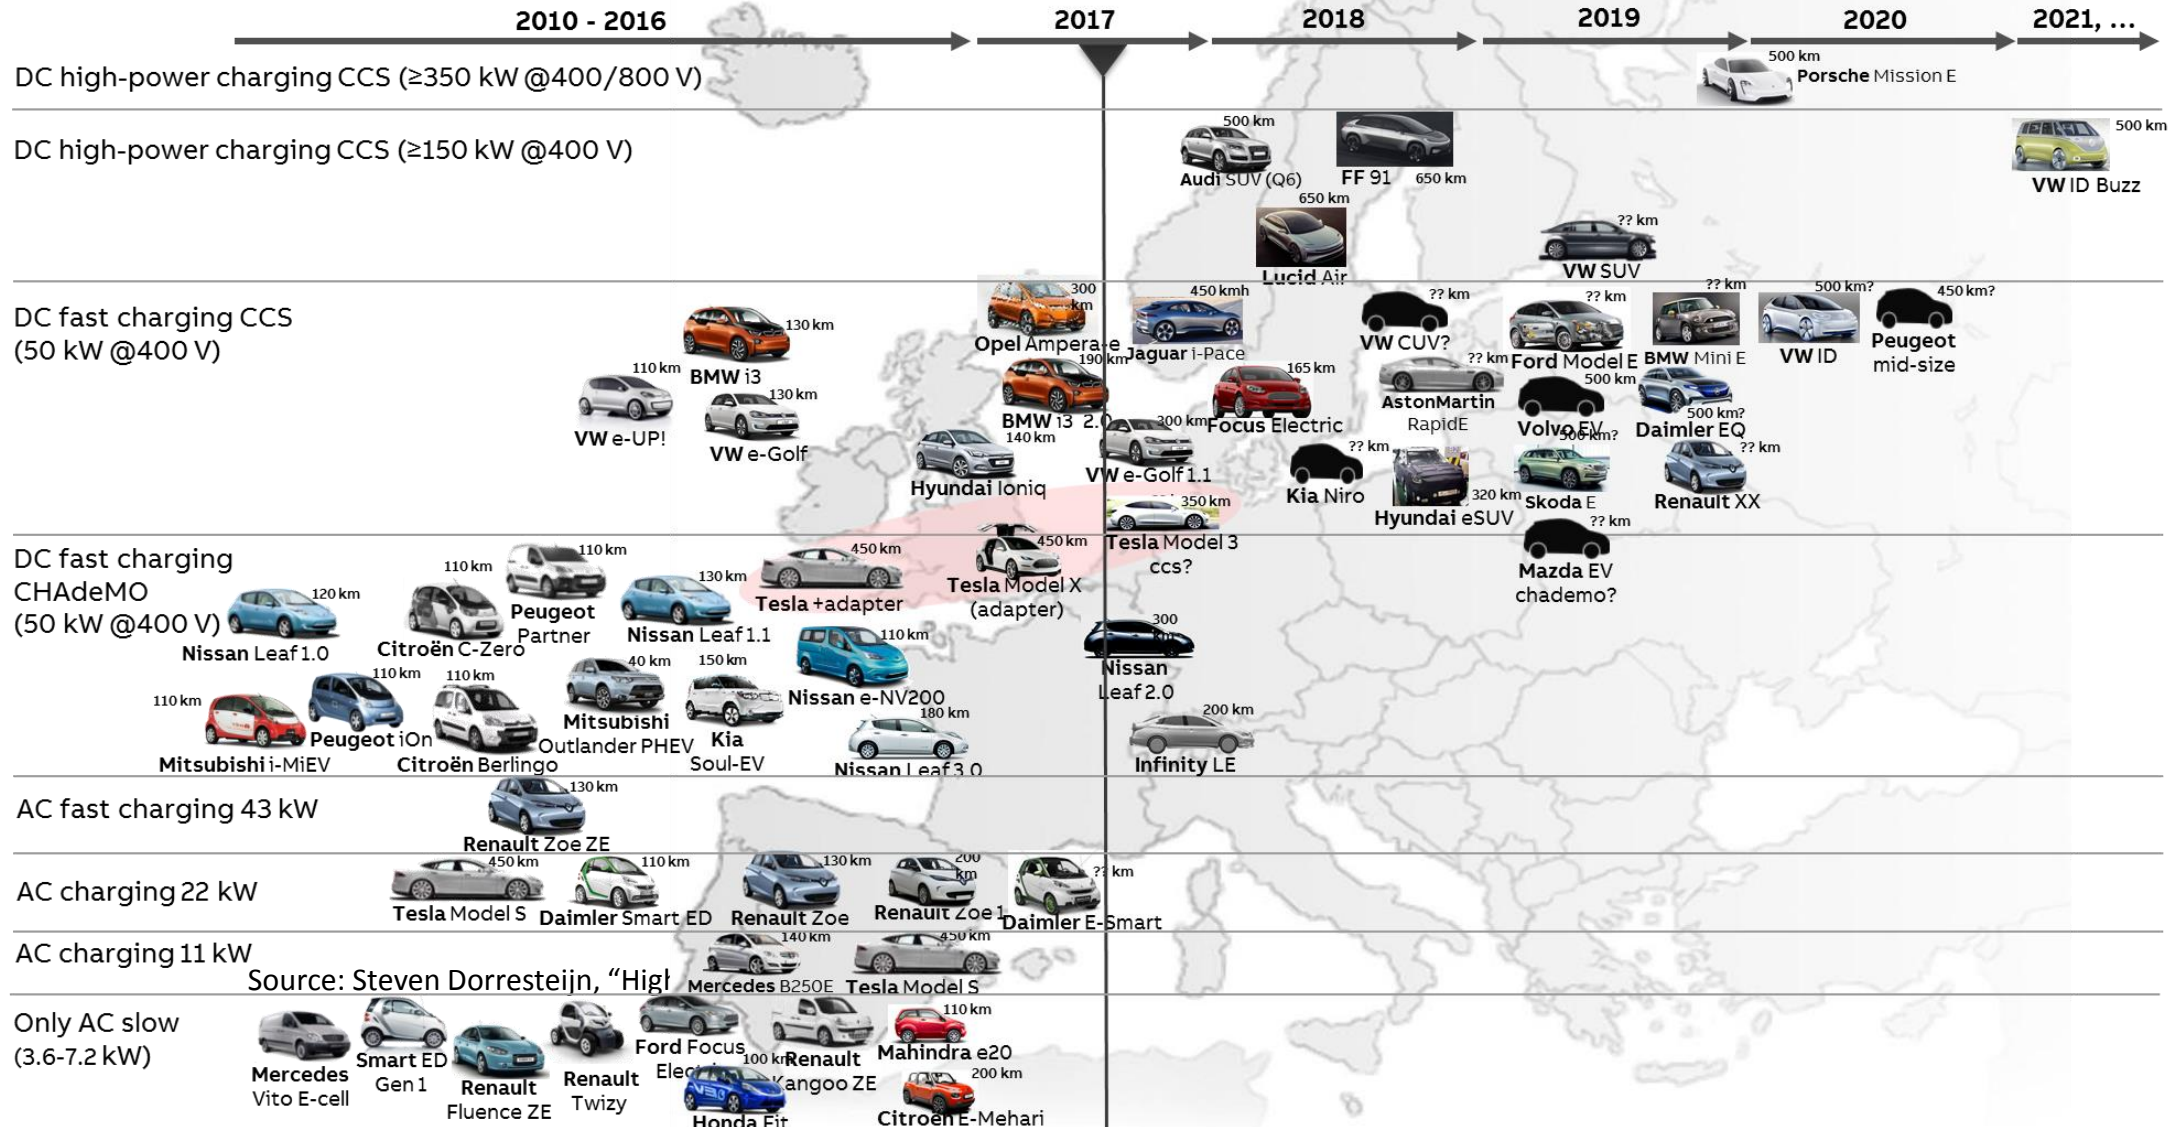 2010 - 2016
2017
2018
2019
2020
2021, ...
DC high-power charging CCS (≥350 kW @400/800 V)
500 km
Porsche Mission E
DC high-power charging CCS (≥150 kW @400 V)
500 km
Audi SUV (Q6)
FF 91
650 km
650 km
Lucid Air
?? km
VW SUV
500 km
VW ID Buzz
DC fast charging CCS
(50 kW @400 V)
110 km
VW e-UP!
130 km
BMW i3
130 km
VW e-Golf
300
km
Opel Ampera-e
190 km
BMW i3 2.0
140 km
Hyundai Ioniq
450 kmh
Jaguar i-Pace
300 km
VW e-Golf 1.1
165 km
Focus Electric
350 km
Tesla Model 3
ccs?
?? km
VW CUV?
?? km
AstonMartin
RapidE
?? km
Kia Niro
320 km
Hyundai eSUV
?? km
Ford Model E
500 km
Volvo EV
500 km?
Skoda E
?? km
BMW Mini E
500 km?
Daimler EQ
?? km
Renault XX
500 km?
VW ID
450 km?
Peugeot
mid-size
DC fast charging
CHAdeMO
(50 kW @400 V)
120 km
Nissan Leaf 1.0
110 km
Citroën C-Zero
110 km
Peugeot
Partner
130 km
Nissan Leaf 1.1
450 km
Tesla +adapter
450 km
Tesla Model X
(adapter)
?? km
Mazda EV
chademo?
110 km
Mitsubishi i-MiEV
110 km
Peugeot iOn
110 km
Citroën Berlingo
40 km
Mitsubishi
Outlander PHEV
150 km
Kia
Soul-EV
110 km
Nissan e-NV200
180 km
Nissan Leaf 3.0
300
Nissan
Leaf 2.0
200 km
Infinity LE
AC fast charging 43 kW
130 km
Renault Zoe ZE
AC charging 22 kW
450 km
Tesla Model S
110 km
Daimler Smart ED
130 km
Renault Zoe
200
km
Renault Zoe 1
?? km
Daimler E-Smart
AC charging 11 kW
140 km
Mercedes B250E
450 km
Tesla Model S
Source: Steven Dorresteijn, “High
Only AC slow
(3.6-7.2 kW)
Mercedes
Vito E-cell
Smart ED
Gen 1
Renault
Fluence ZE
Renault
Twizy
Ford Focus
100 km
Honda Fit
Renault
Kangoo ZE
110 km
Mahindra e20
200 km
Citroën E-Mehari